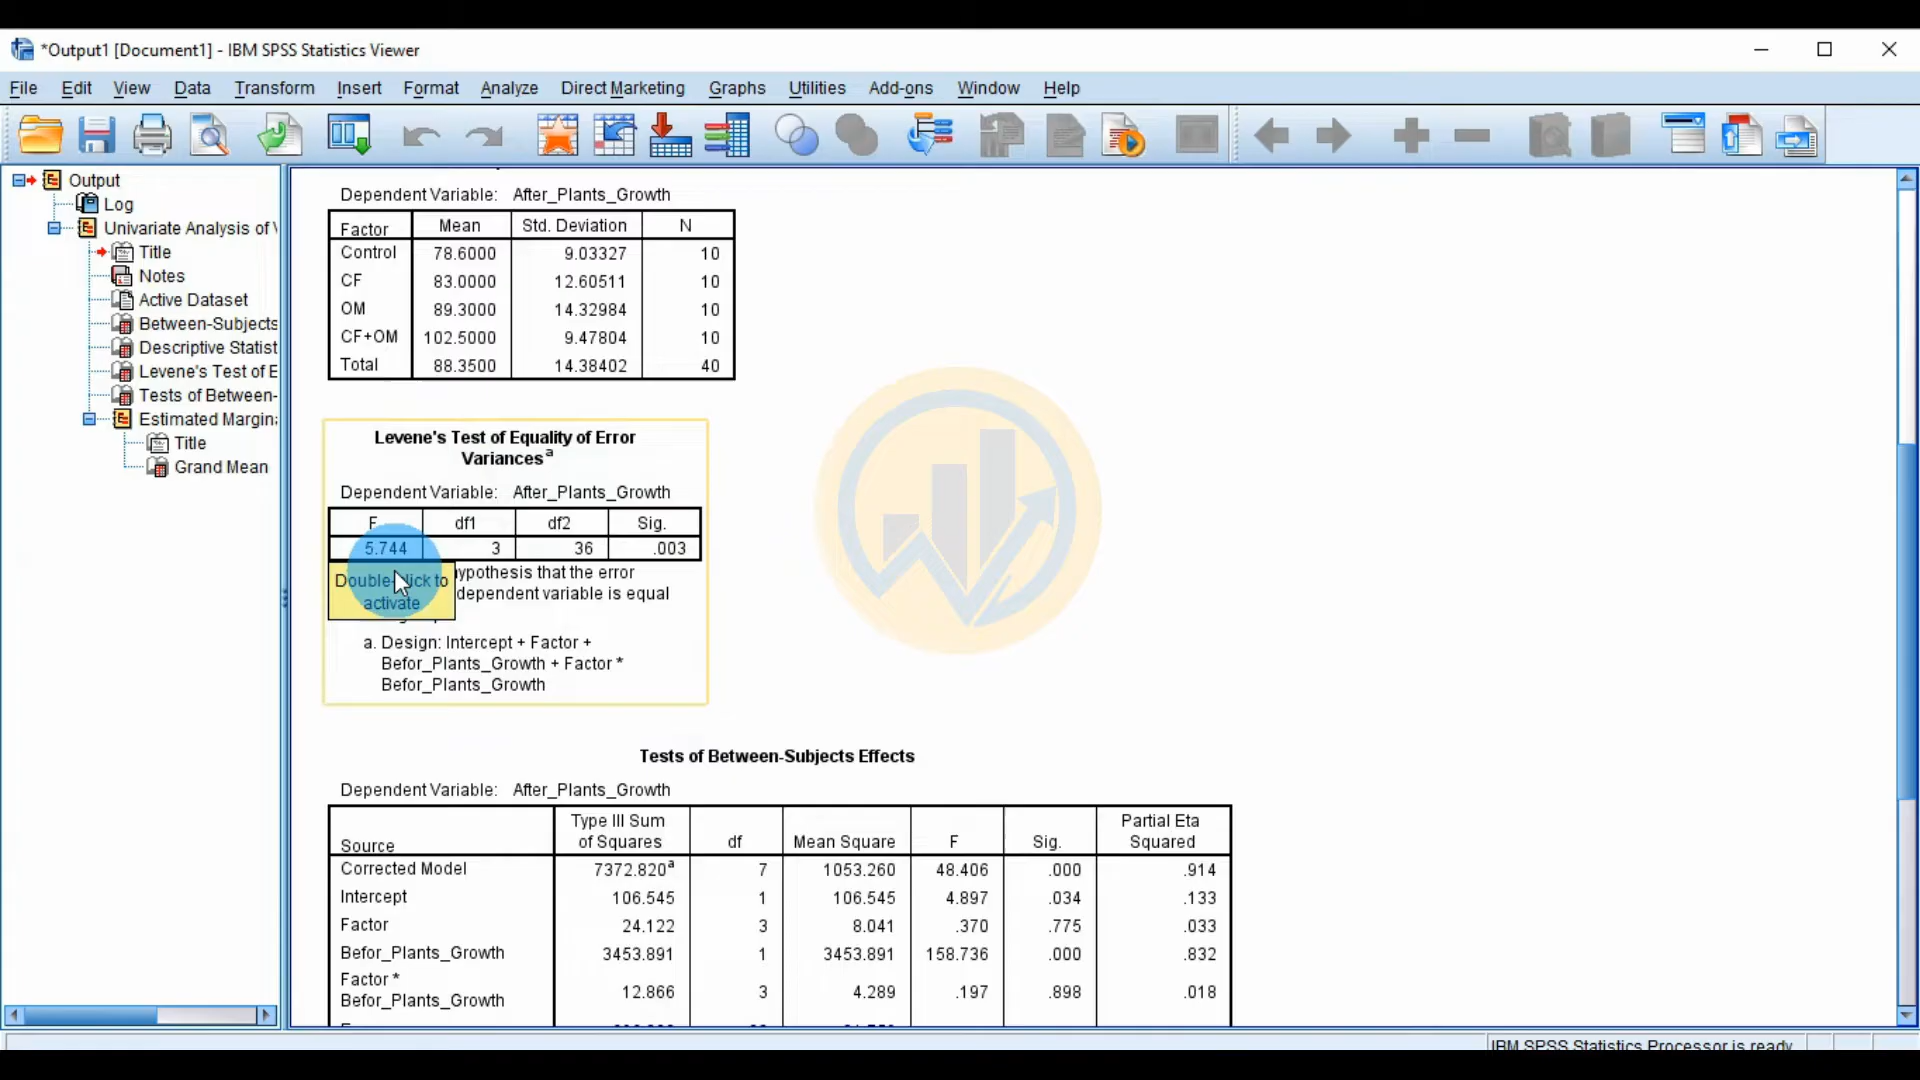 *Output1 [Document1] - IBM SPSS Statistics Viewer
File Edit View Data Transform Insert Format Analyze Direct Marketing Graphs Utilities Add-ons Window Help
Output
Log
Univariate Analysis of
Title
Notes
Active Dataset
Between-Subjects
Descriptive Statist
Levene's Test of E
Tests of Between-
Estimated Margin
Title
Grand Mean
Dependent Variable: After_Plants_Growth
Factor Mean Std. Deviation N
Control 78.6000 9.03327 10
CF 83.0000 12.60511 10
OM 89.3000 14.32984 10
CF+OM 102.5000 9.47804 10
Total 88.3500 14.38402 40
Levene's Test of Equality of Error
Variances a
Dependent Variable: After_Plants_Growth
F df1 df2 Sig.
5.744 3 36 .003
Double-click to
activate
ypothesis that the error
dependent variable is equal
a. Design: Intercept + Factor +
Befor_Plants_Growth + Factor *
Befor_Plants_Growth
Tests of Between-Subjects Effects
Dependent Variable: After_Plants_Growth
Source Type III Sum of Squares df Mean Square F Sig. Partial Eta Squared
Corrected Model 7372.820a 7 1053.260 48.406 .000 .914
Intercept 106.545 1 106.545 4.897 .034 .133
Factor 24.122 3 8.041 .370 .775 .033
Befor_Plants_Growth 3453.891 1 3453.891 158.736 .000 .832
Factor * Befor_Plants_Growth 12.866 3 4.289 .197 .898 .018
IBM SPSS Statistics Processor is ready